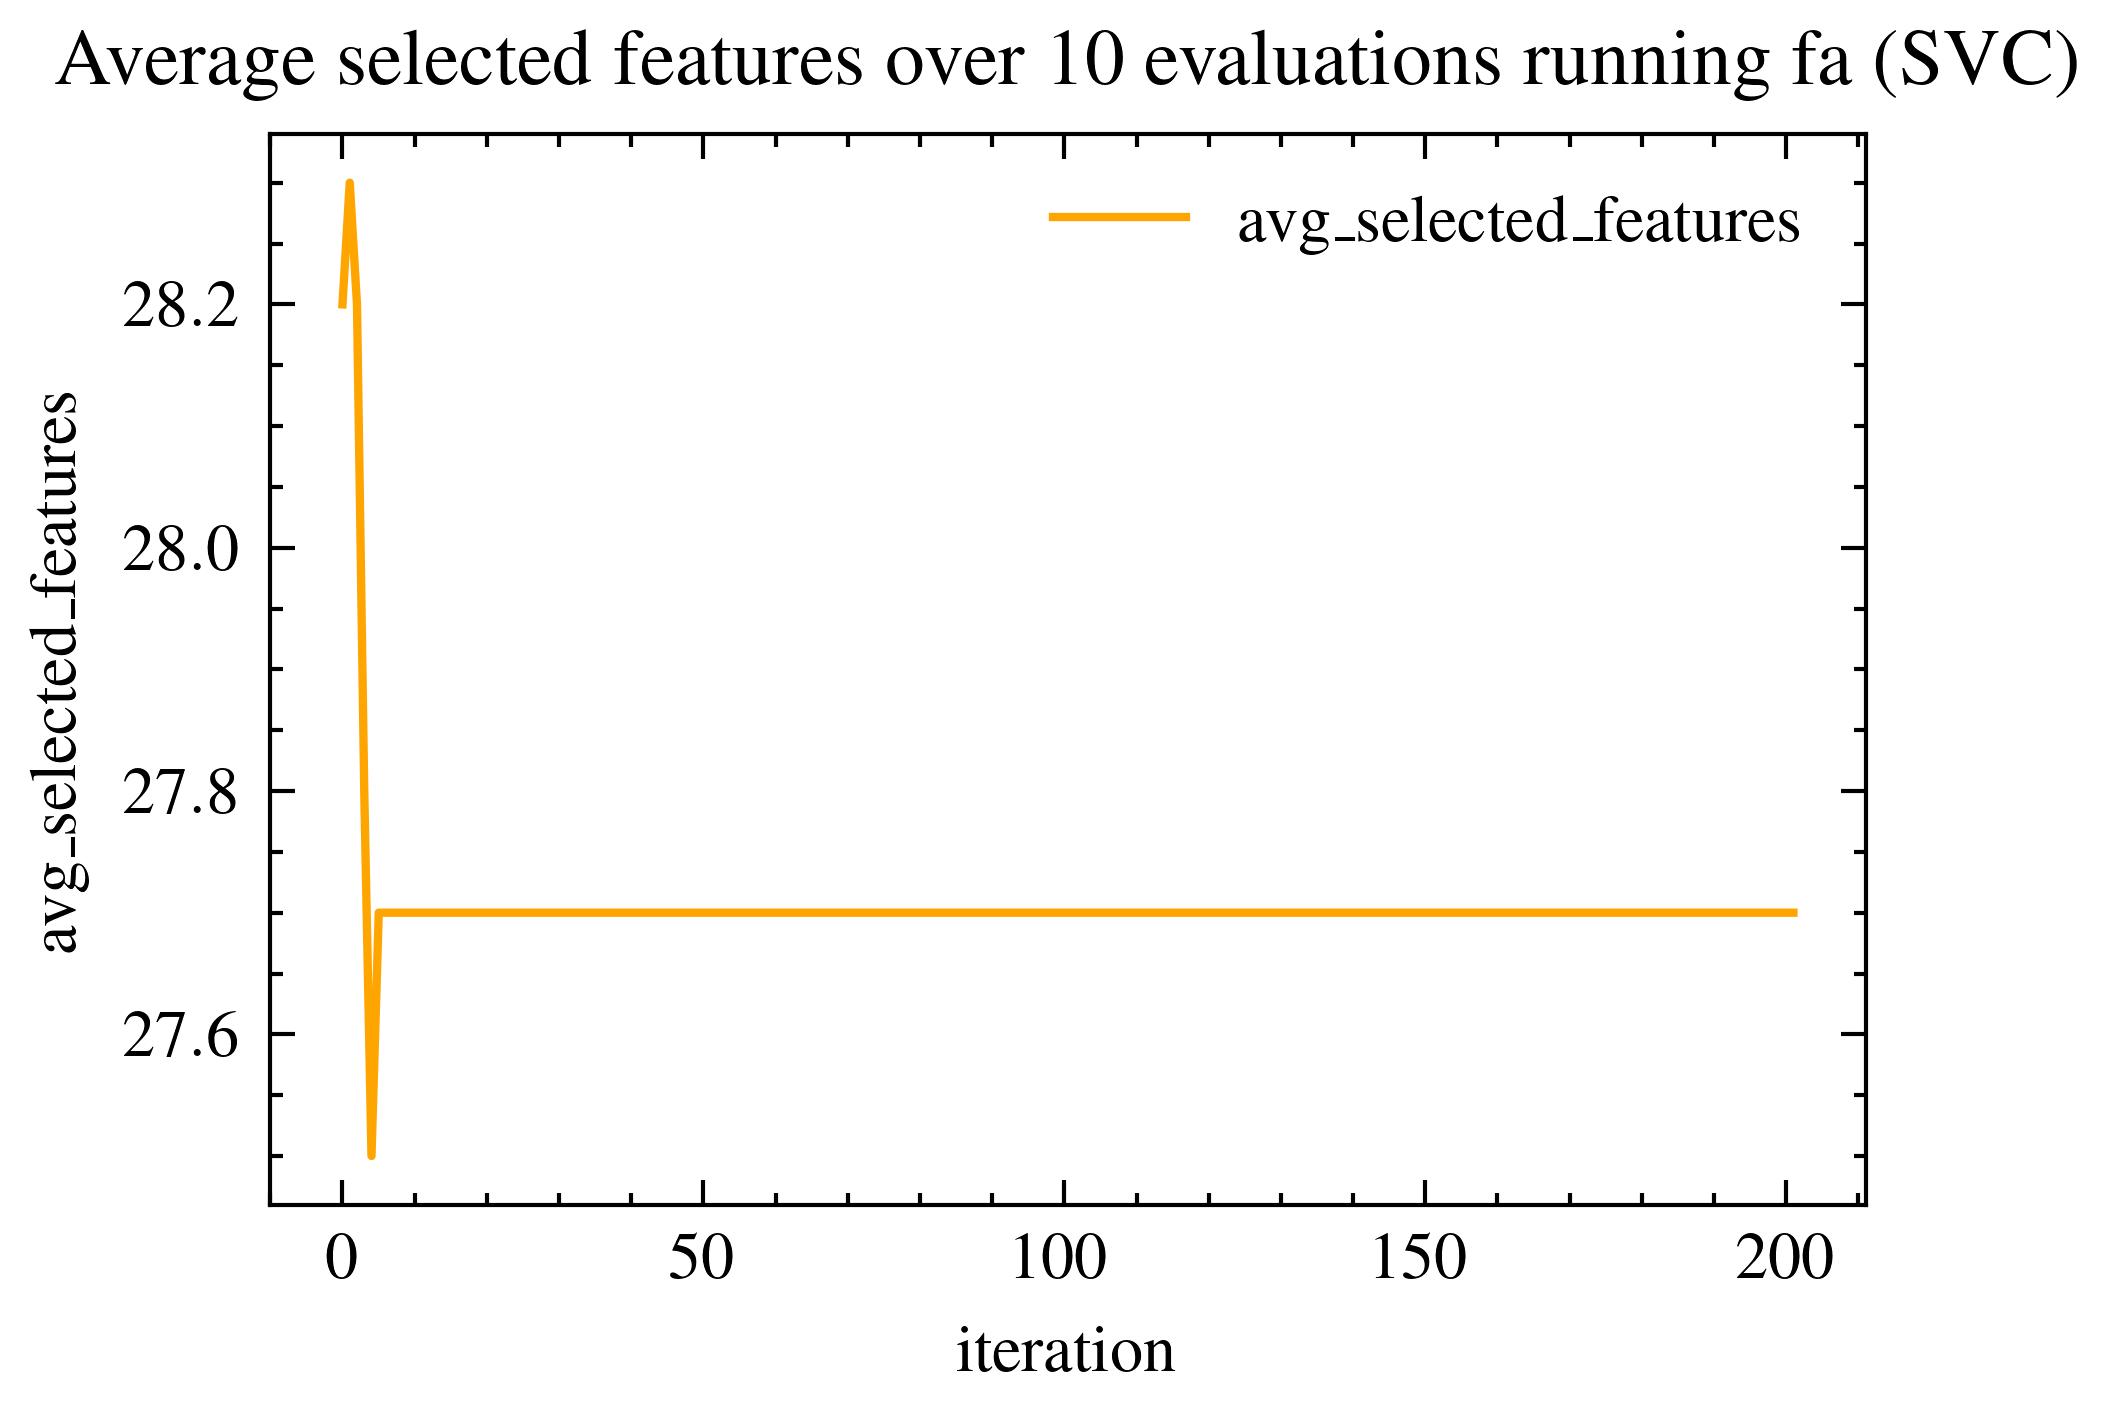 Average selected features over 10 evaluations running fa (SVC)
avg_selected_features
avg_selected_features
28.2
28.0
27.8
27.6
0 50 100 150 200
iteration